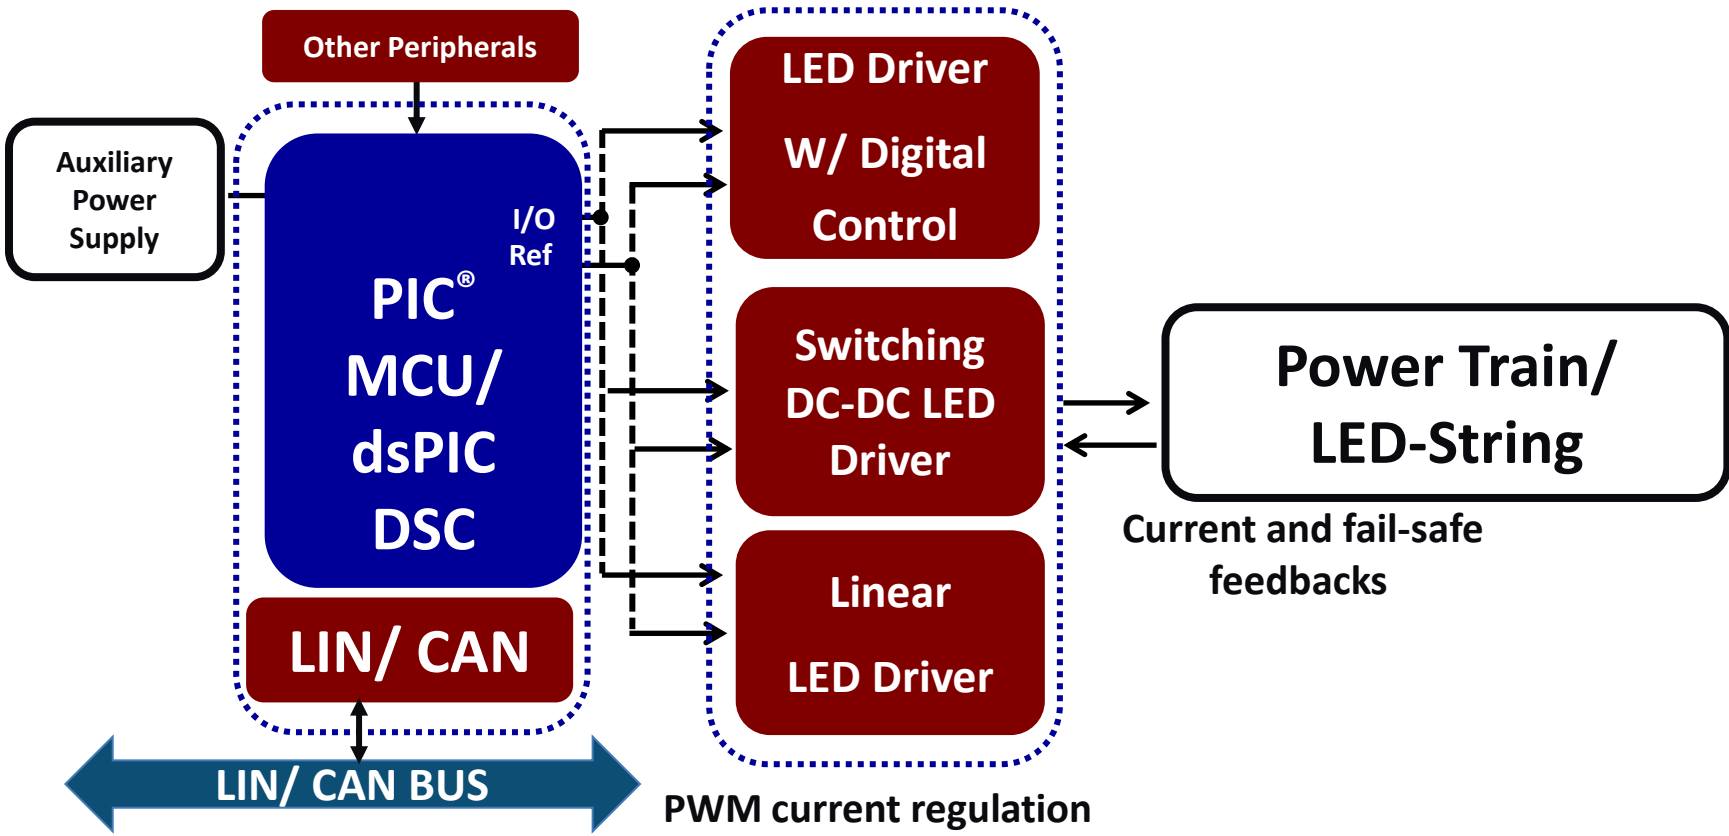 Other Peripherals
Auxiliary
Power
Supply
I/O
Ref
PIC®
MCU/
dsPIC
DSC
LIN/ CAN
LIN/ CAN BUS
LED Driver
W/ Digital
Control
Switching
DC-DC LED
Driver
Linear
LED Driver
PWM current regulation
Power Train/
LED-String
Current and fail-safe
feedbacks